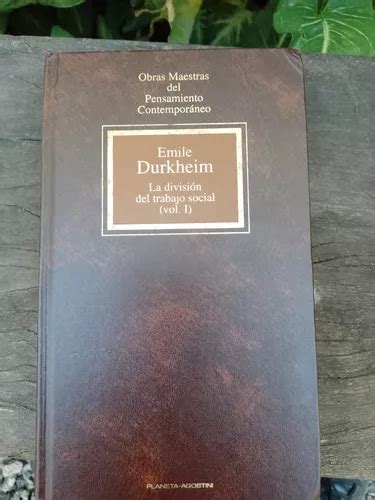 Obras Maestras
del
Pensamiento
Contemporáneo
Emile
Durkheim
La división
del trabajo social
(vol. I)
PLANETA-AGOSTINI